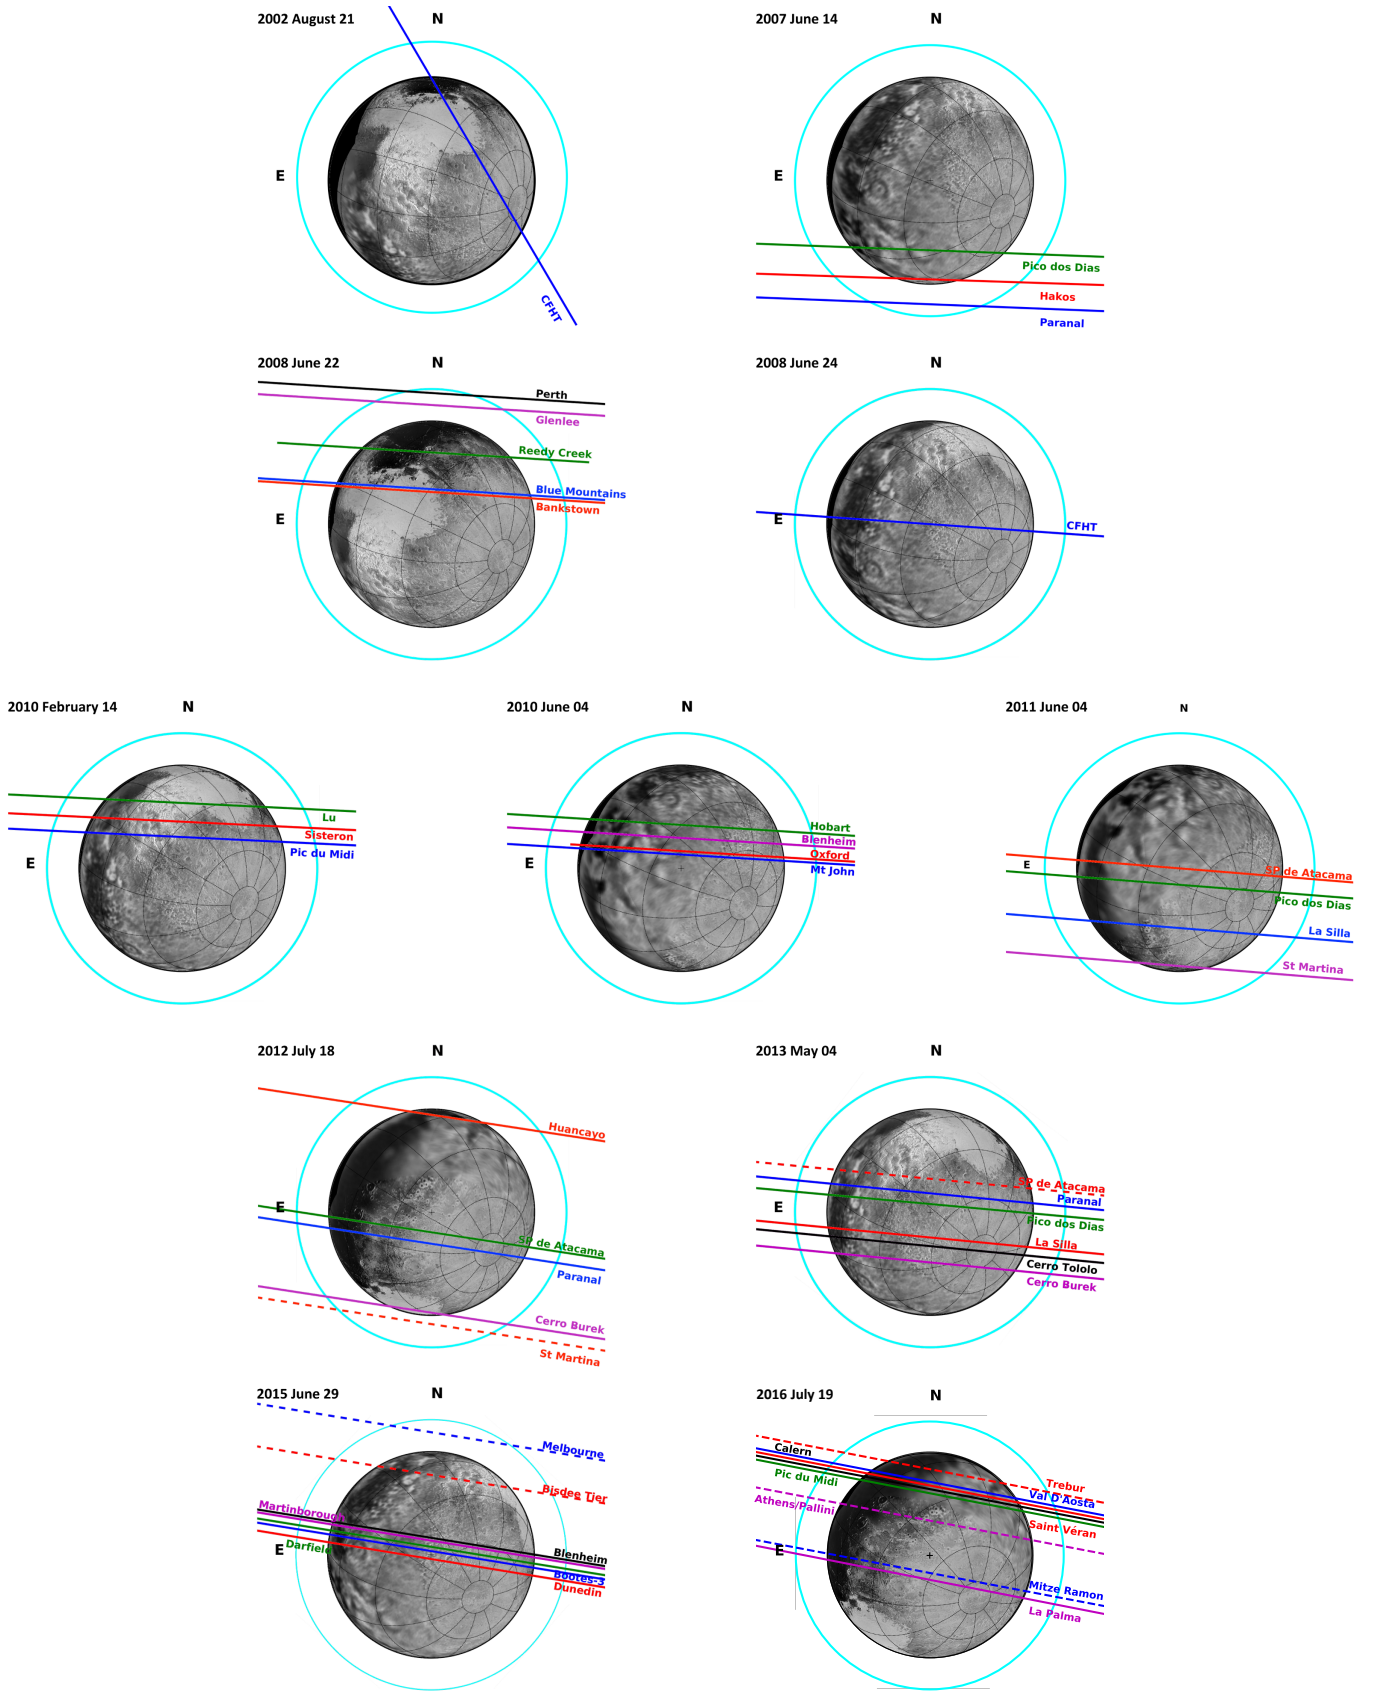 2002 August 21
N
E
CFHT
2007 June 14
N
E
Pico dos Dias
Hakos
Paranal
2008 June 22
N
E
Perth
Glenlee
Reedy Creek
Blue Mountains
Bankstown
2008 June 24
N
E
CFHT
2010 February 14
N
E
Lu
Sisteron
Pic du Midi
2010 June 04
N
E
Hobart
Blenheim
Oxford
Mt John
2011 June 04
N
E
SP de Atacama
Pico dos Dias
La Silla
St Martina
2012 July 18
N
E
Huancayo
SP de Atacama
Paranal
Cerro Burek
St Martina
2013 May 04
N
E
SP de Atacama
Paranal
Pico dos Dias
La Silla
Cerro Tololo
Cerro Burek
2015 June 29
N
E
Melbourne
Bisdee Tier
Martinborough
Darfield
Blenheim
Bootes-3
Dunedin
2016 July 19
N
E
Calern
Pic du Midi
Athens/Pallini
Trebur
Val D'Aosta
Saint Véran
Mitze Ramon
La Palma